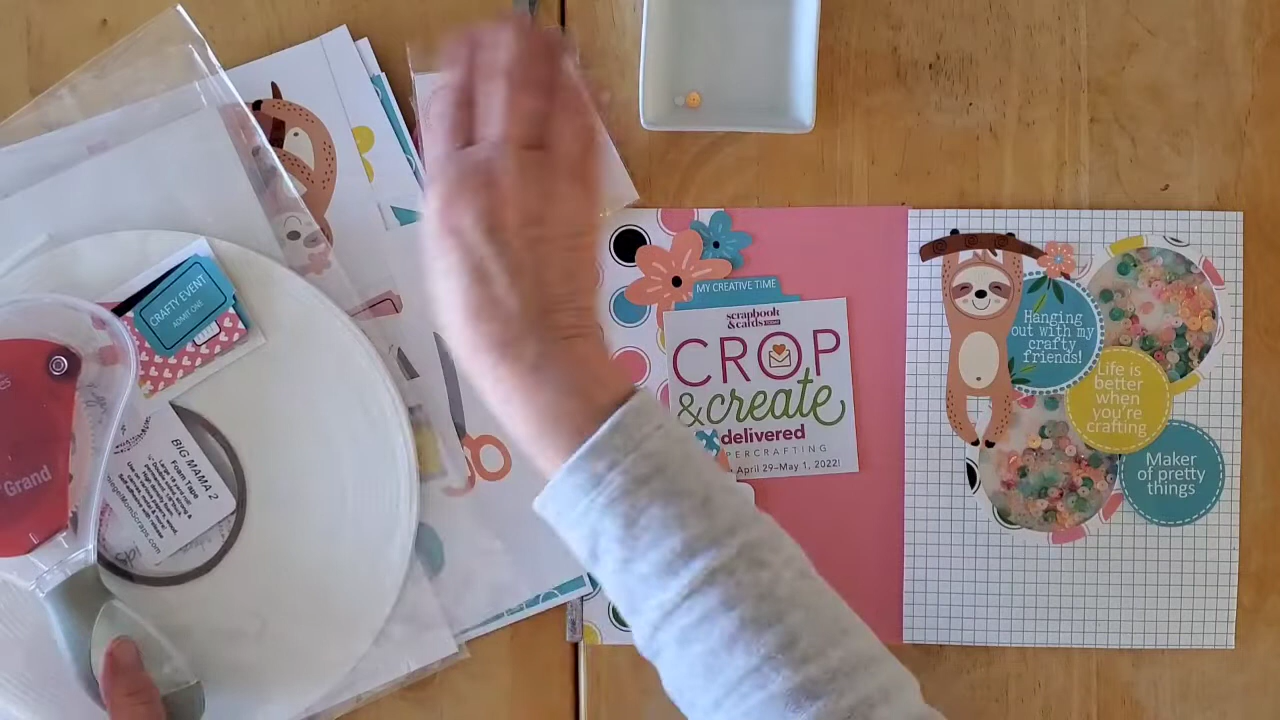 CRAFTY EVENT
ADMIT ONE
Grand
BIG MAMA 2
Foam Tape
MY CREATIVE TIME
scrapbook
&cards
TODAY
CROP
&create
delivered
April 29–May 1, 2022!
Hanging
out with my
crafty
friends!
Life is
better
when
you're
crafting
Maker
of pretty
things